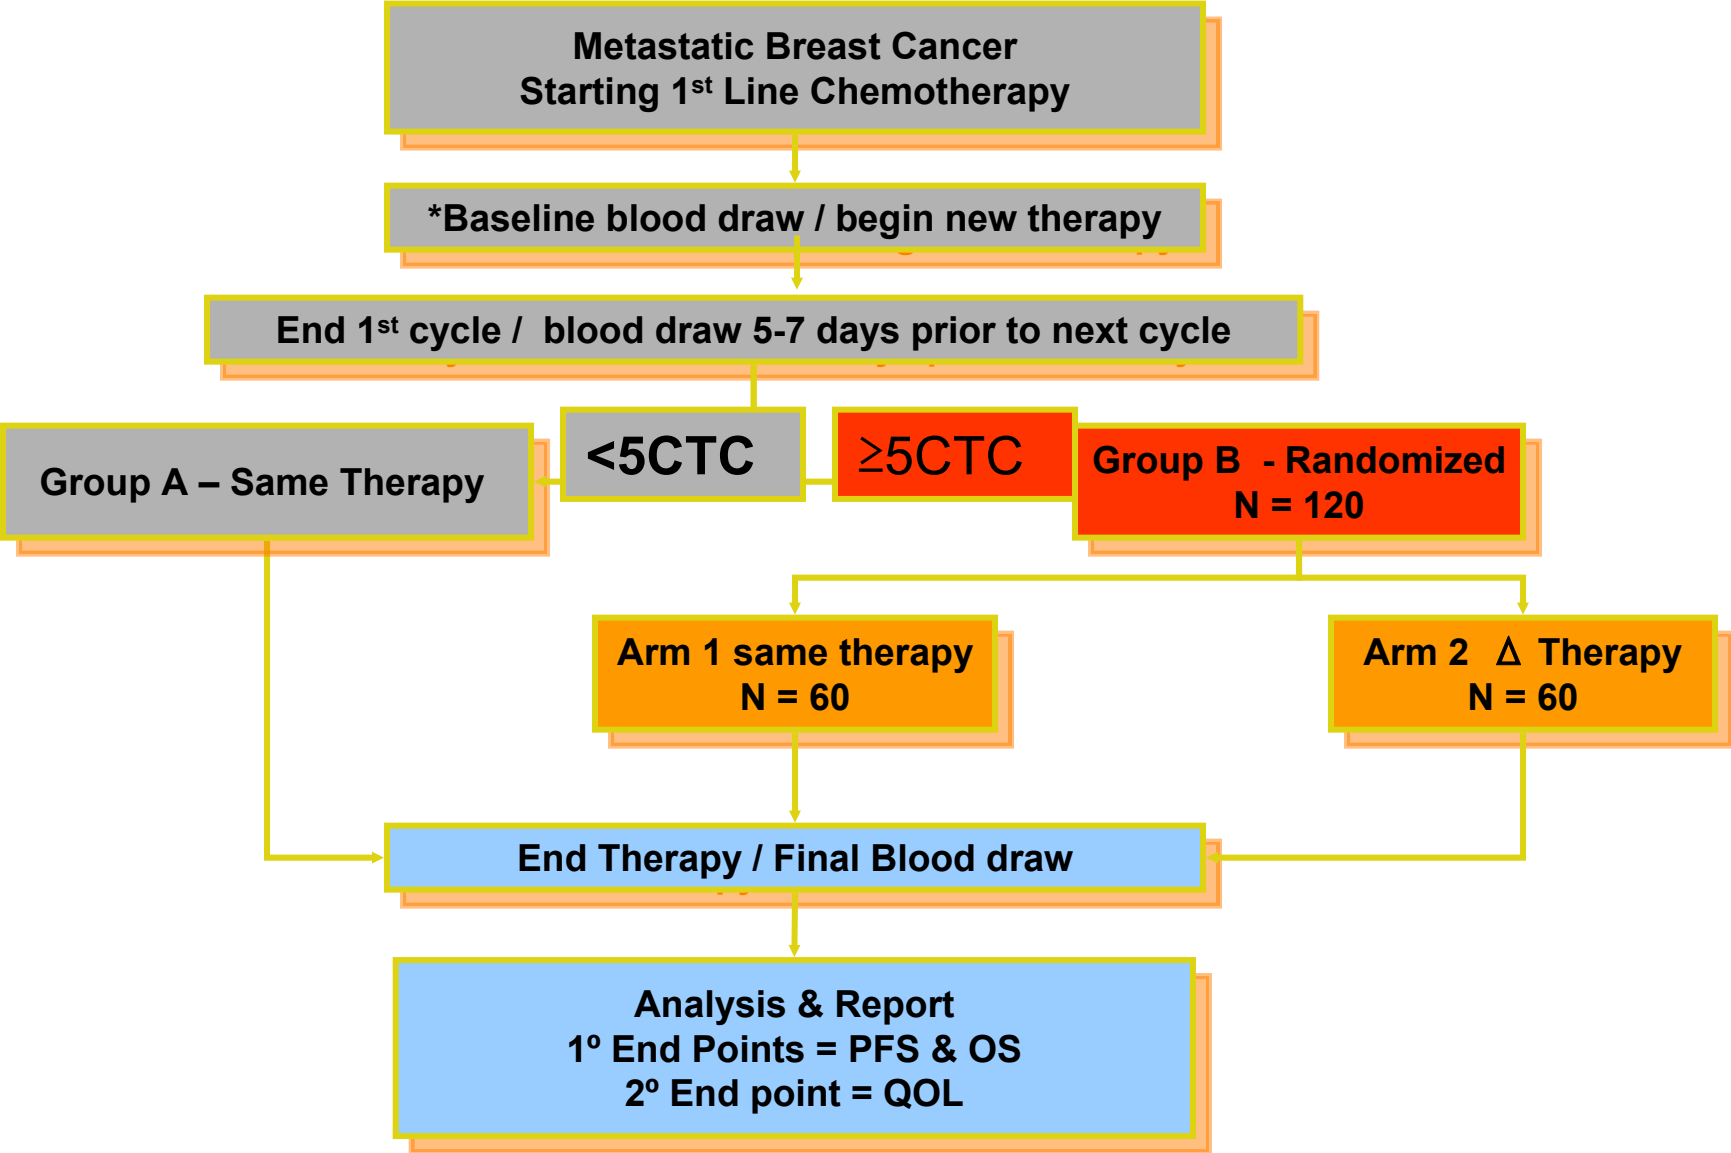 Metastatic Breast Cancer
Starting 1st Line Chemotherapy
*Baseline blood draw / begin new therapy
End 1st cycle / blood draw 5-7 days prior to next cycle
<5CTC
≥5CTC
Group A – Same Therapy
Group B - Randomized
N = 120
Arm 1 same therapy
N = 60
Arm 2 Δ Therapy
N = 60
End Therapy / Final Blood draw
Analysis & Report
1º End Points = PFS & OS
2º End point = QOL